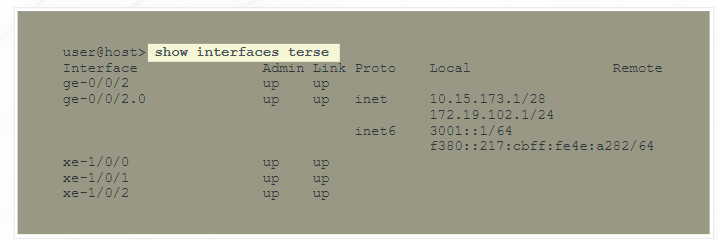 user@host> show interfaces terse
Interface Admin Link Proto Local Remote
ge-0/0/2 up up
ge-0/0/2.0 up up inet 10.15.173.1/28
172.19.102.1/24
inet6 3001::1/64
f380::217:cbff:fe4e:a282/64
xe-1/0/0 up up
xe-1/0/1 up up
xe-1/0/2 up up